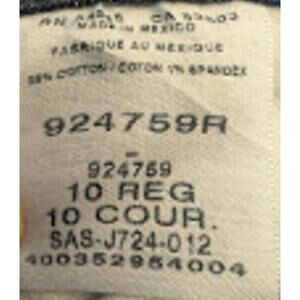 MADE IN MEXICO
FABRIQUE AU MEXIQUE
COTTON / COTON 1% SPANDEX
924759R
-
924759
10 REG
10 COUR.
SAS-J724-012
400352954004